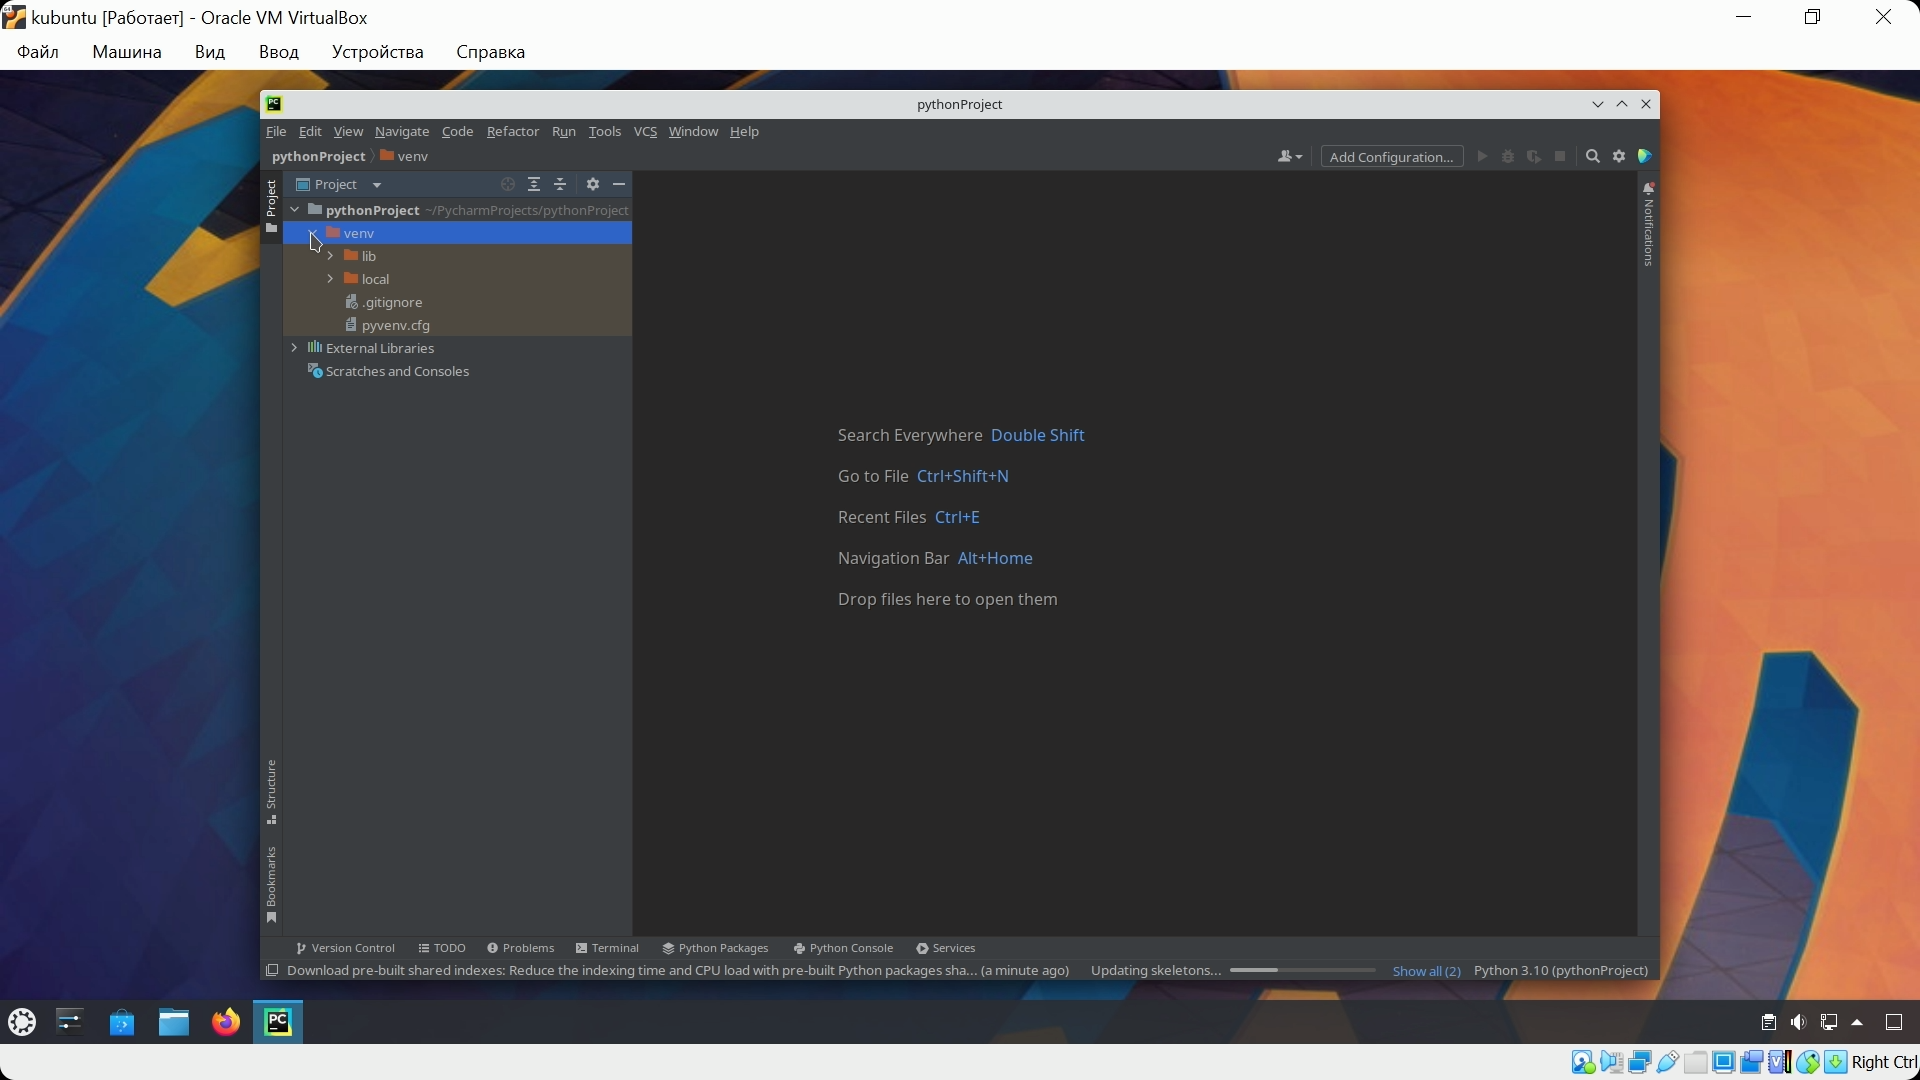 kubuntu [Работает] - Oracle VM VirtualBox
Файл Машина Вид Ввод Устройства Справка
PC pythonProject
File Edit View Navigate Code Refactor Run Tools VCS Window Help
pythonProject venv Add Configuration...
Project
Project
Notifications
pythonProject ~/PycharmProjects/pythonProject
venv
lib
local
.gitignore
pyvenv.cfg
External Libraries
Scratches and Consoles
Search Everywhere Double Shift
Go to File Ctrl+Shift+N
Recent Files Ctrl+E
Navigation Bar Alt+Home
Drop files here to open them
Structure
Bookmarks
Version Control TODO Problems Terminal Python Packages Python Console Services
Download pre-built shared indexes: Reduce the indexing time and CPU load with pre-built Python packages sha... (a minute ago) Updating skeletons... Show all (2) Python 3.10 (pythonProject)
PC
Right Ctrl